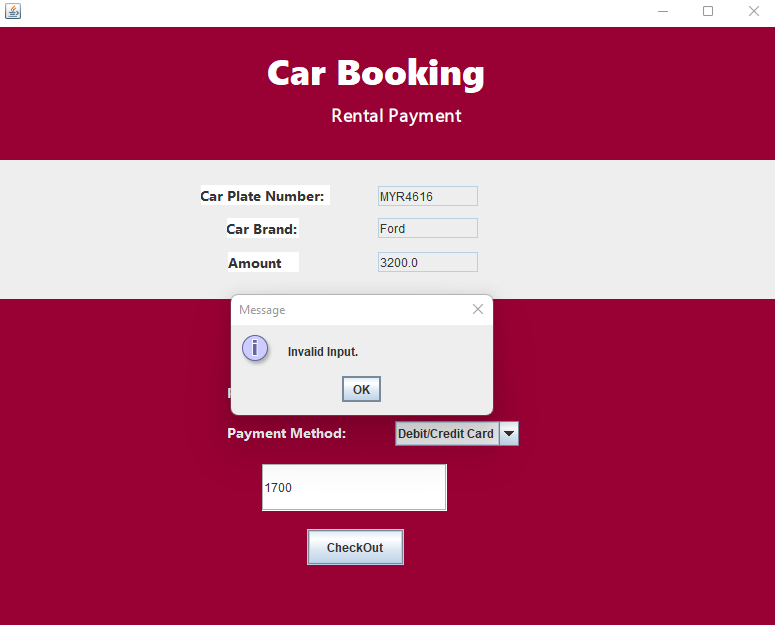 Car Booking
Rental Payment
Car Plate Number: MYR4616
Car Brand: Ford
Amount 3200.0
Message
Invalid Input.
OK
Payment Method: Debit/Credit Card
1700
CheckOut